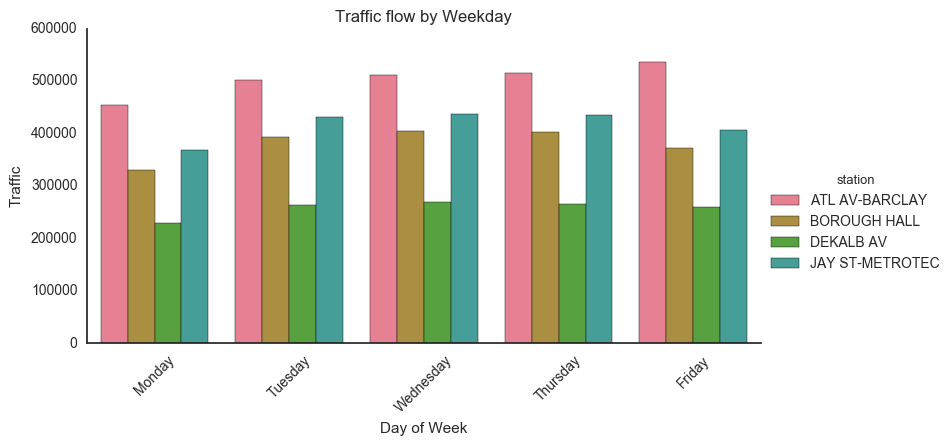 Traffic flow by Weekday
600000
500000
400000
300000
200000
100000
0
Traffic
Monday
Tuesday
Wednesday
Thursday
Friday
Day of Week
station
ATL AV-BARCLAY
BOROUGH HALL
DEKALB AV
JAY ST-METROTEC